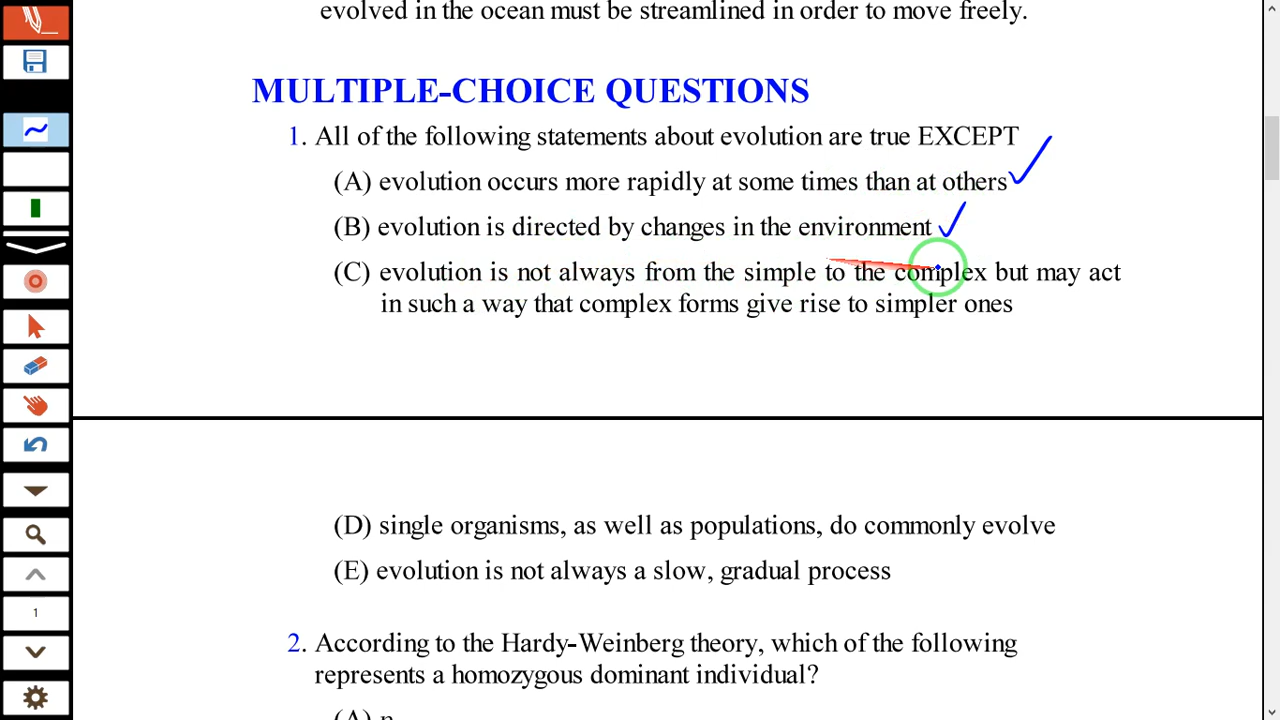 evolved in the ocean must be streamlined in order to move freely.
MULTIPLE-CHOICE QUESTIONS
1. All of the following statements about evolution are true EXCEPT
(A) evolution occurs more rapidly at some times than at others
(B) evolution is directed by changes in the environment
(C) evolution is not always from the simple to the complex but may act
in such a way that complex forms give rise to simpler ones
(D) single organisms, as well as populations, do commonly evolve
(E) evolution is not always a slow, gradual process
1
2. According to the Hardy-Weinberg theory, which of the following
represents a homozygous dominant individual?